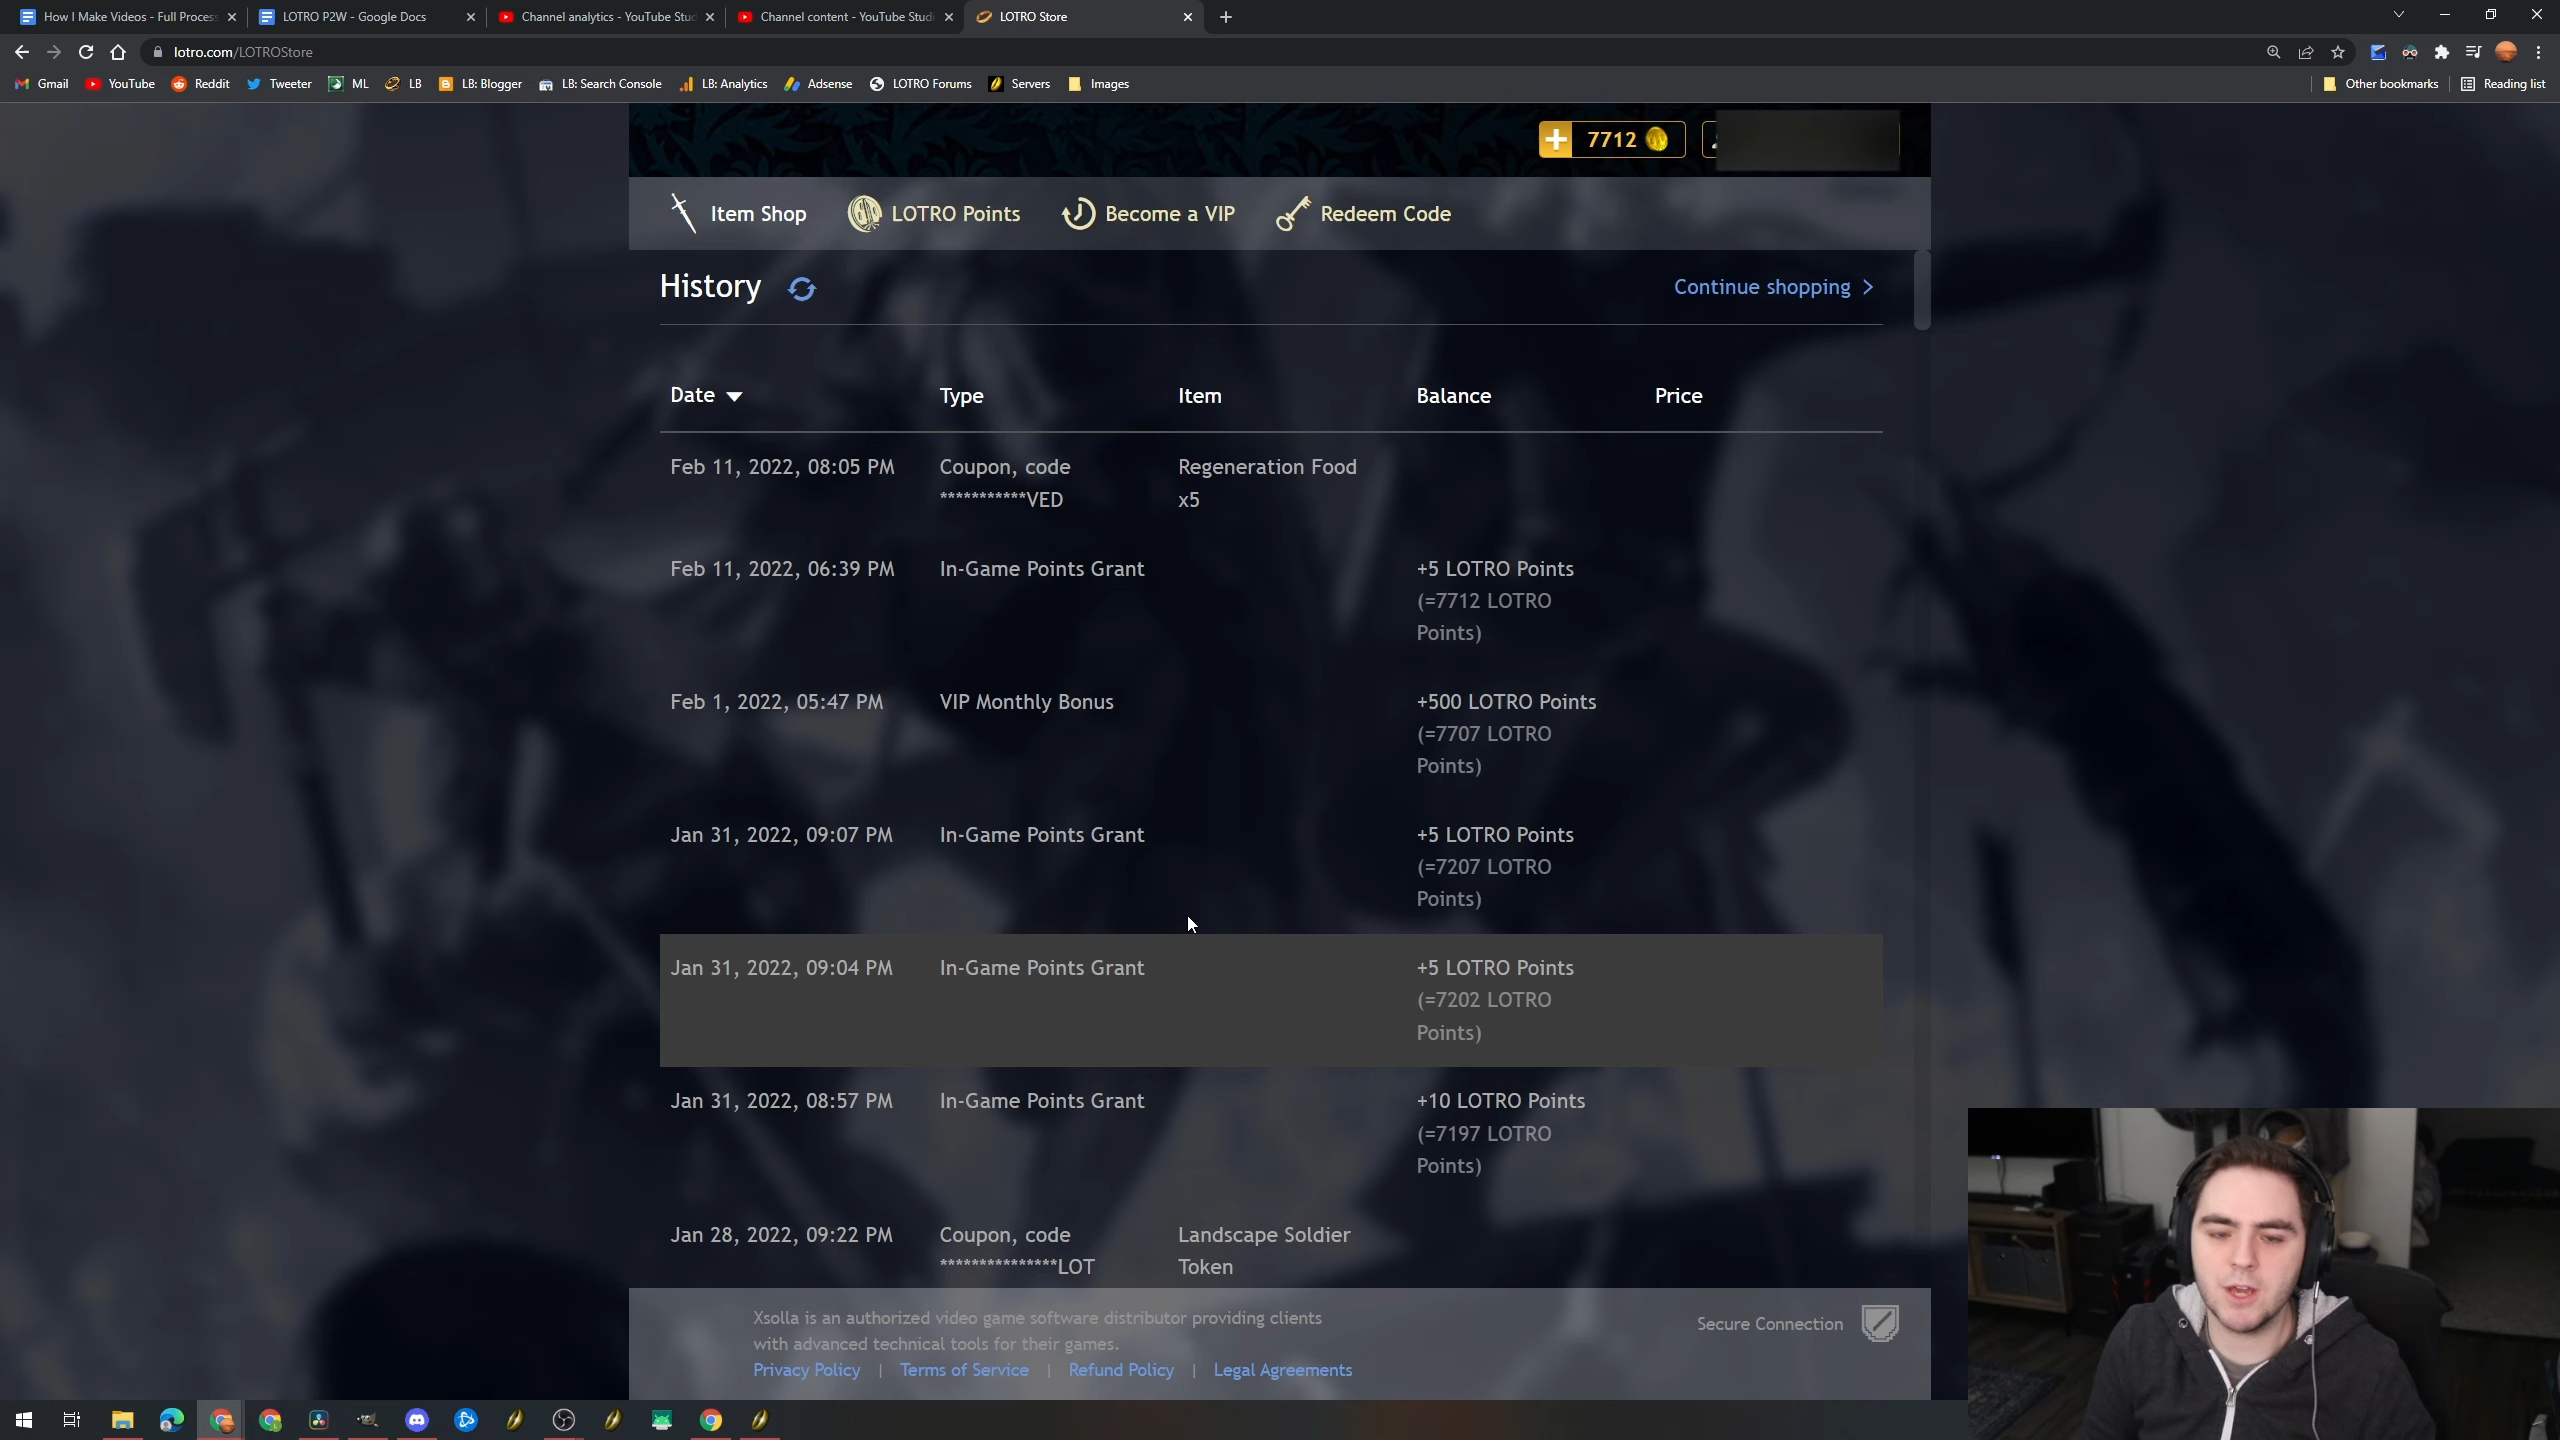 How I Make Videos - Full Process
LOTRO P2W - Google Docs
Channel analytics - YouTube Stud
Channel content - YouTube Studi
LOTRO Store
lotro.com/LOTROStore
Gmail
YouTube
Reddit
Tweeter
ML
LB
LB: Blogger
LB: Search Console
LB: Analytics
Adsense
LOTRO Forums
Servers
Images
Other bookmarks
Reading list
7712
Item Shop
LOTRO Points
Become a VIP
Redeem Code
History
Continue shopping >
Date
Type
Item
Balance
Price
Feb 11, 2022, 08:05 PM
Coupon, code
***********VED
Regeneration Food
x5
Feb 11, 2022, 06:39 PM
In-Game Points Grant
+5 LOTRO Points
(=7712 LOTRO
Points)
Feb 1, 2022, 05:47 PM
VIP Monthly Bonus
+500 LOTRO Points
(=7707 LOTRO
Points)
Jan 31, 2022, 09:07 PM
In-Game Points Grant
+5 LOTRO Points
(=7207 LOTRO
Points)
Jan 31, 2022, 09:04 PM
In-Game Points Grant
+5 LOTRO Points
(=7202 LOTRO
Points)
Jan 31, 2022, 08:57 PM
In-Game Points Grant
+10 LOTRO Points
(=7197 LOTRO
Points)
Jan 28, 2022, 09:22 PM
Coupon, code
***************LOT
Landscape Soldier
Token
Xsolla is an authorized video game software distributor providing clients
with advanced technical tools for their games.
Privacy Policy | Terms of Service | Refund Policy | Legal Agreements
Secure Connection